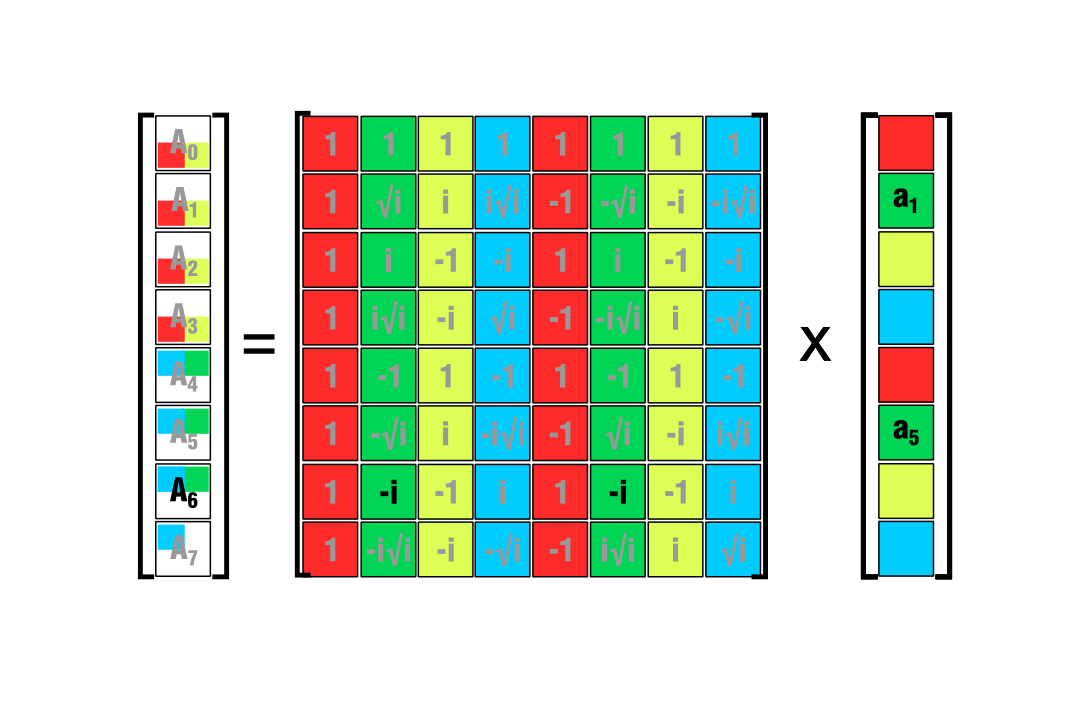 A0 1 1 1 1 1 1 1 1
A1 1 √i i i√i -1 -√i -i -i√i a1
A2 1 i -1 -i 1 i -1 -i
A3 1 i√i -i √i -1 -i√i i -√i
= x
A4 1 -1 1 -1 1 -1 1 -1
A5 1 -√i i -i√i -1 √i -i i√i a5
A6 1 -i -1 i 1 -i -1 i
A7 1 -i√i -i -√i -1 i√i i √i